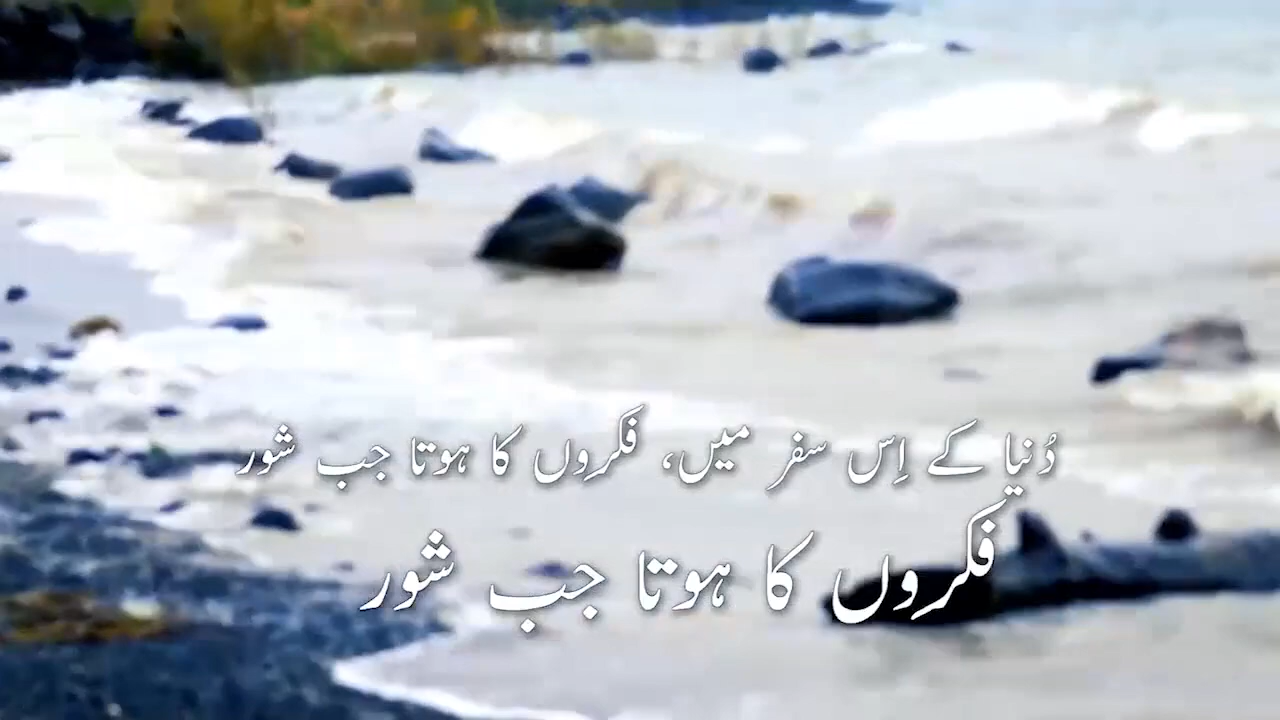 دُنیا کے اِس سفر میں، فکروں کا ہوتا جب شور
فکروں کا ہوتا جب شور